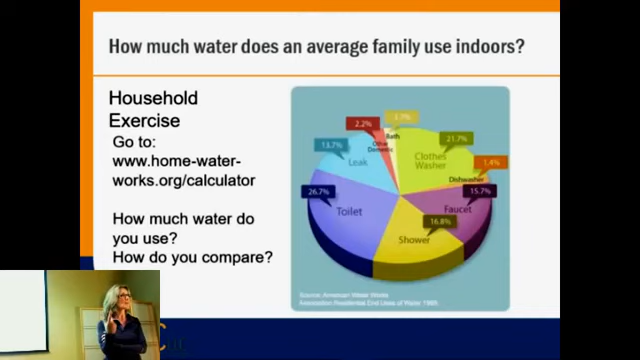 How much water does an average family use indoors?
Household
Exercise
Go to:
www.home-water-
works.org/calculator
How much water do
you use?
How do you compare?
2.2%
Bath
Other
Domestic
21.7%
Clothes
Washer
13.7%
Leak
1.4%
Dishwasher
26.7%
Toilet
15.7%
Faucet
16.8%
Shower
Source: American Water Works
Association Residential End Uses of Water